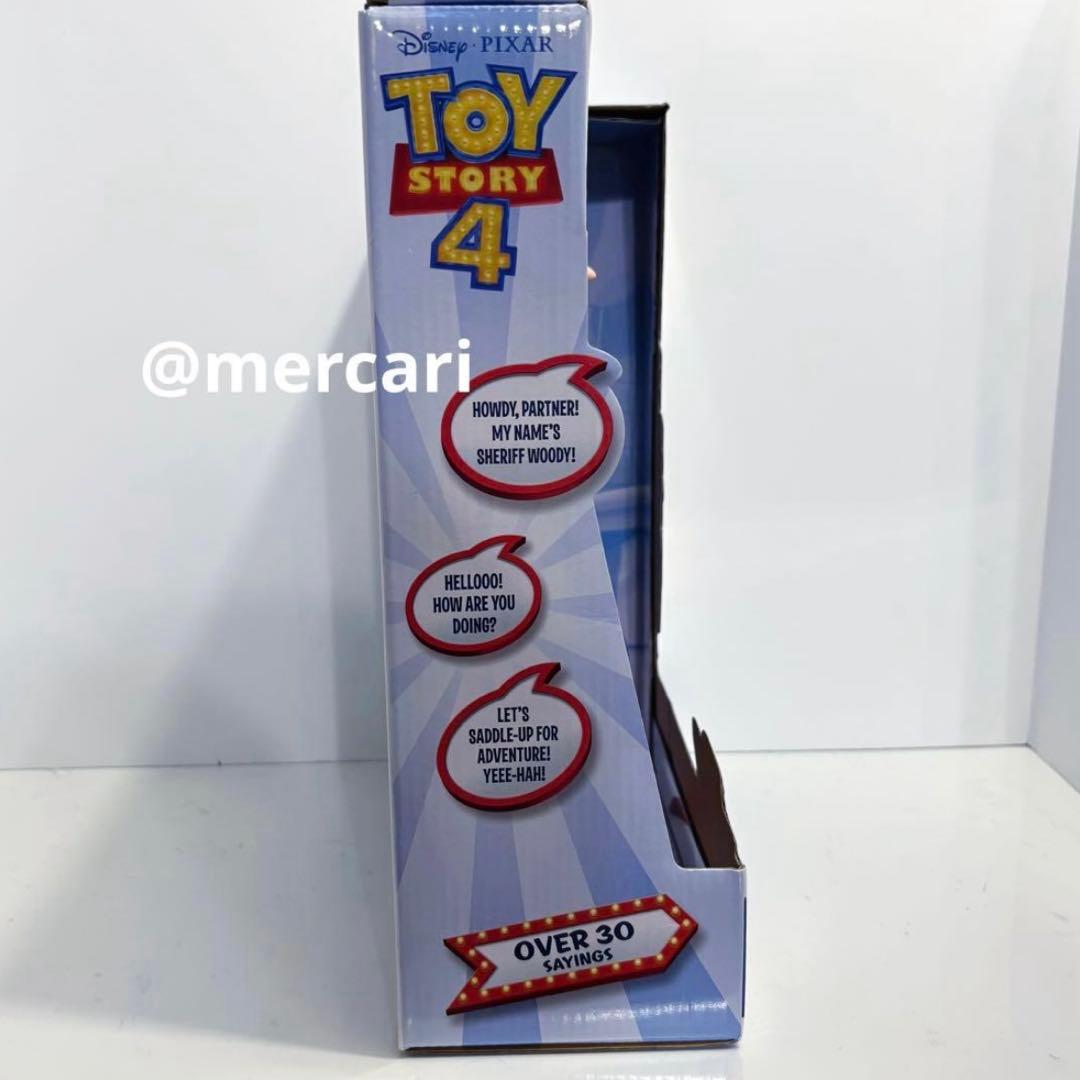 Disney · PIXAR
TOY
STORY
4
@mercari
HOWDY, PARTNER!
MY NAME'S
SHERIFF WOODY!
HELLOOO!
HOW ARE YOU
DOING?
LET'S
SADDLE-UP FOR
ADVENTURE!
YEEE-HAH!
OVER 30
SAYINGS